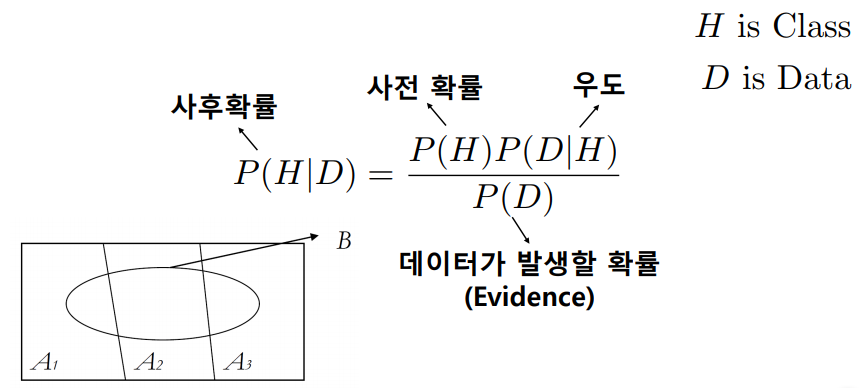 H is Class
D is Data
사후확률
사전 확률
우도
P(H|D) = P(H)P(D|H) / P(D)
데이터가 발생할 확률
(Evidence)
B
A1 A2 A3